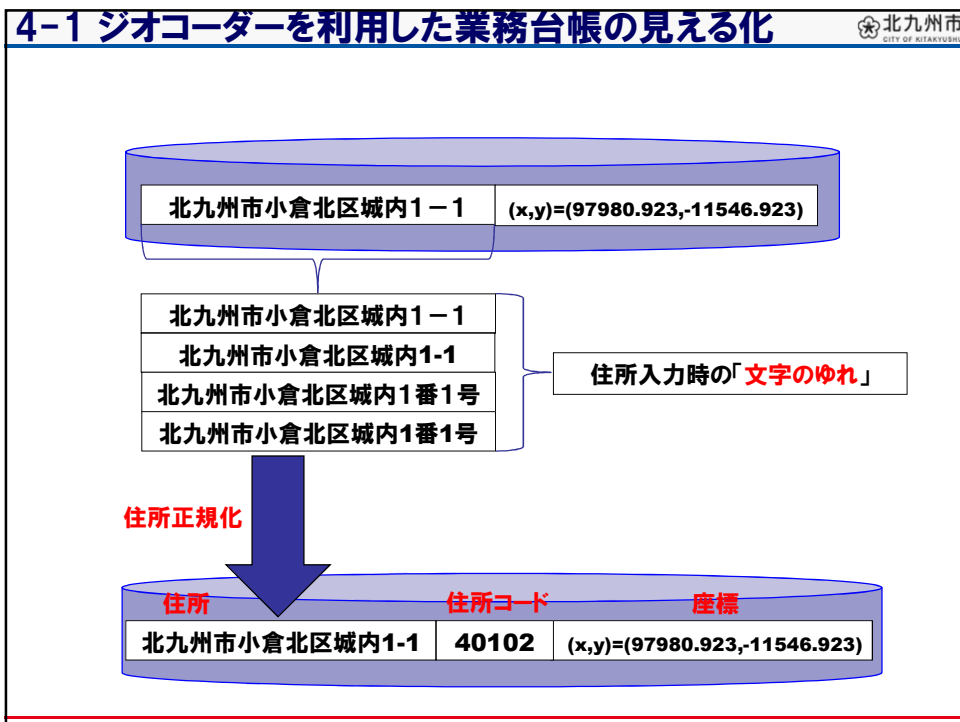 4-1 ジオコーダーを利用した業務台帳の見える化
北九州市
CITY OF KITAKYUSHU
北九州市小倉北区城内１－１
(x,y)=(97980.923,-11546.923)
北九州市小倉北区城内１－１
北九州市小倉北区城内1-1
北九州市小倉北区城内１番１号
北九州市小倉北区城内1番1号
住所入力時の「文字のゆれ」
住所正規化
住所
住所コード
座標
北九州市小倉北区城内1-1
40102
(x,y)=(97980.923,-11546.923)